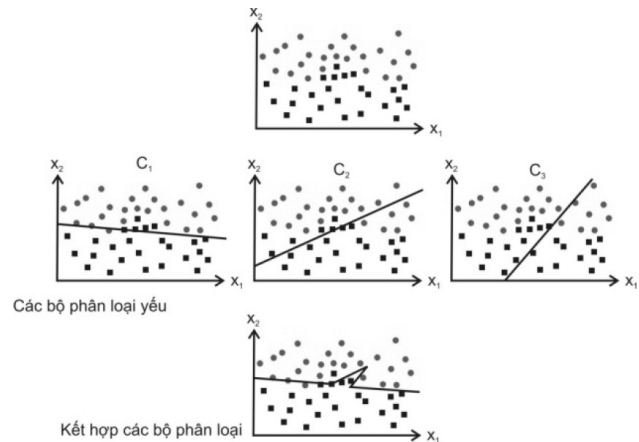 x₂
x₁
x₂ C₁
x₁
x₂ C₂
x₁
x₂ C₃
x₁
Các bộ phân loại yếu
x₂
x₁
Kết hợp các bộ phân loại